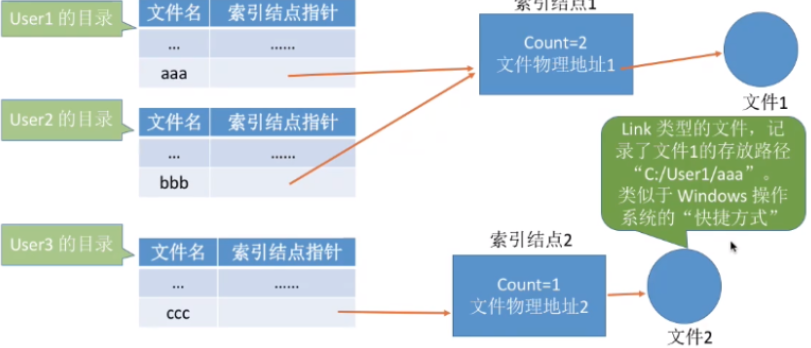 索引结点1
User1 的目录
文件名 索引结点指针
... ......
aaa
Count=2
文件物理地址1
文件1
User2 的目录
文件名 索引结点指针
... ......
bbb
Link 类型的文件，记
录了文件1的存放路径
“C:/User1/aaa”。
类似于 Windows 操作
系统的“快捷方式”
User3 的目录
文件名 索引结点指针
... ......
ccc
索引结点2
Count=1
文件物理地址2
文件2